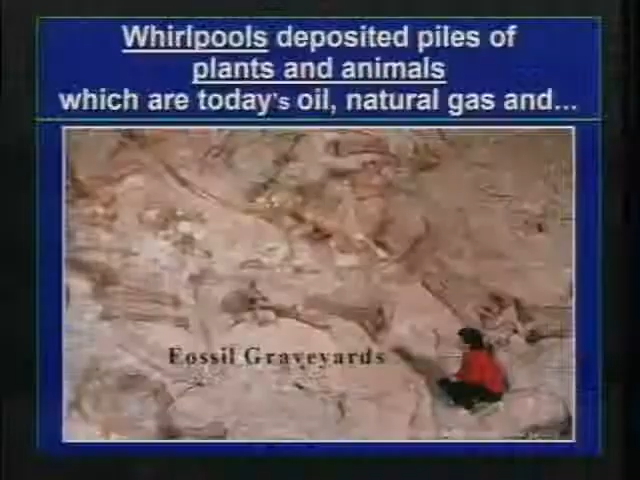 Whirlpools deposited piles of
plants and animals
which are today's oil, natural gas and...
Fossil Graveyards